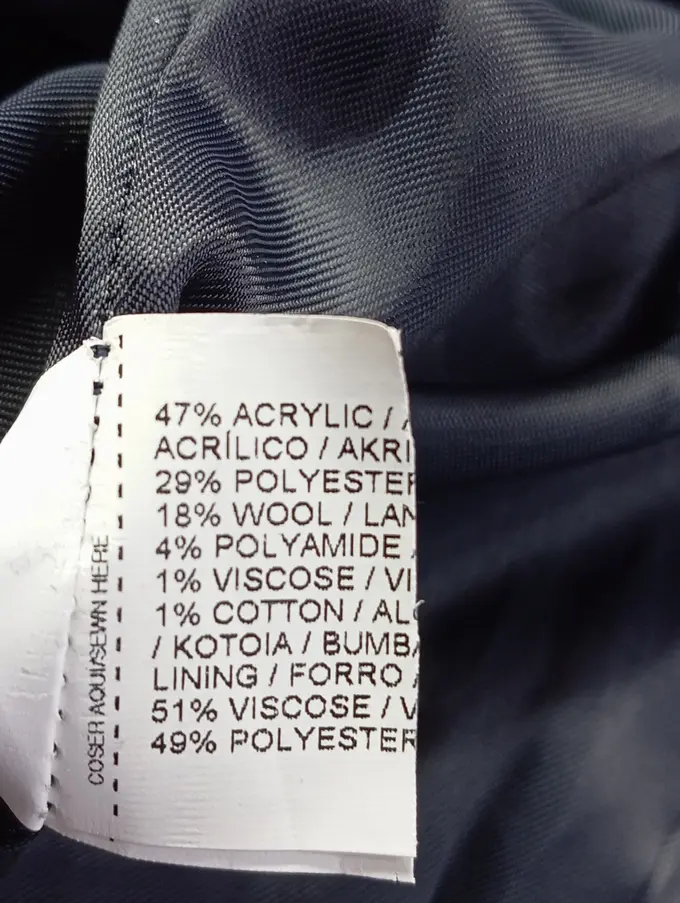 47% ACRYLIC /
ACRÍLICO / AKRI
29% POLYESTER
18% WOOL / LAN
4% POLYAMIDE
1% VISCOSE / VI
1% COTTON / AL
/ KOTOIA / BUMBA
LINING / FORRO
51% VISCOSE / V
49% POLYESTER
COSER AQUI/SEWN HERE